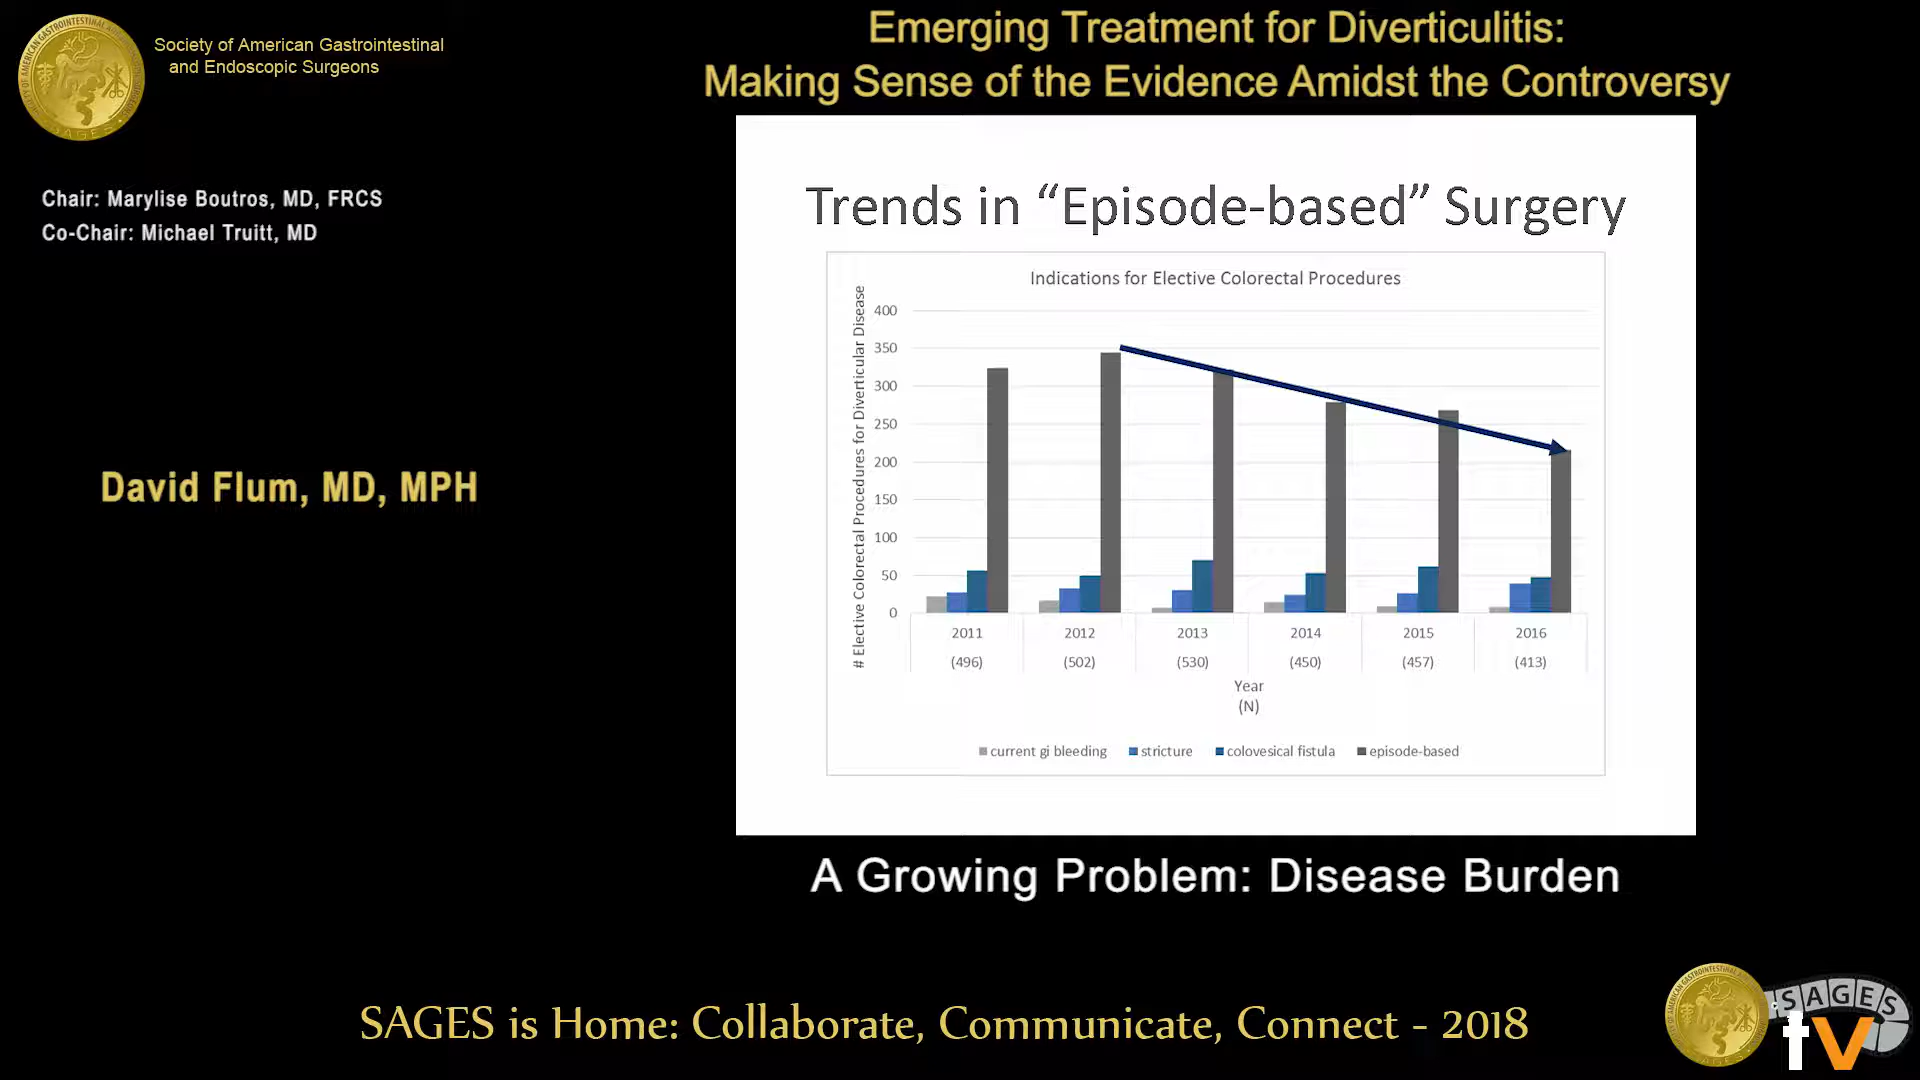 Society of American Gastrointestinal
and Endoscopic Surgeons
Emerging Treatment for Diverticulitis:
Making Sense of the Evidence Amidst the Controversy
Chair: Marylise Boutros, MD, FRCS
Co-Chair: Michael Truitt, MD
David Flum, MD, MPH
Trends in “Episode-based” Surgery
Indications for Elective Colorectal Procedures
# Elective Colorectal Procedures for Diverticular Disease
400
350
300
250
200
150
100
50
0
2011 2012 2013 2014 2015 2016
(496) (502) (530) (450) (457) (413)
Year
(N)
current gi bleeding stricture colovesical fistula episode-based
A Growing Problem: Disease Burden
SAGES is Home: Collaborate, Communicate, Connect - 2018
SAGES
tv